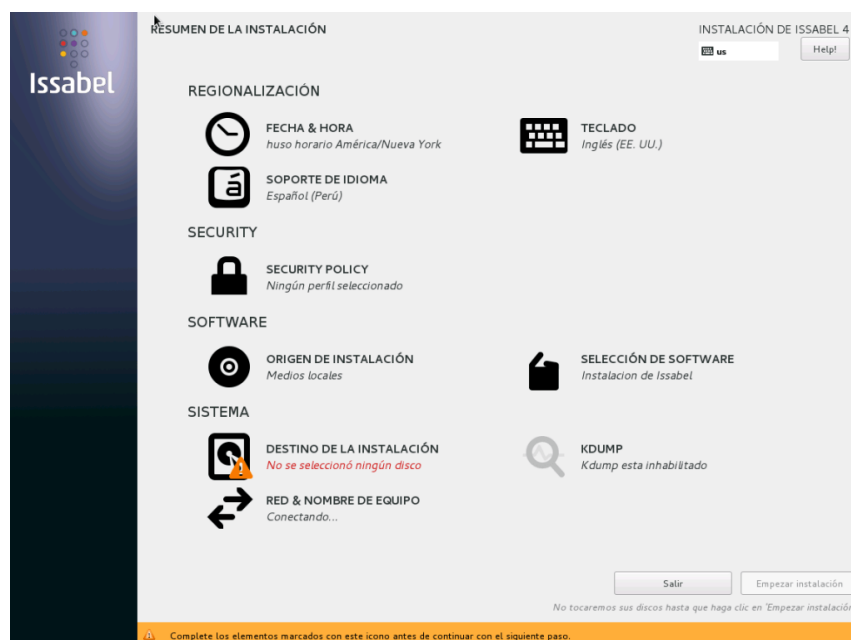 Issabel
RESUMEN DE LA INSTALACIÓN
INSTALACIÓN DE ISSABEL 4
us
Help!
REGIONALIZACIÓN
FECHA & HORA
huso horario América/Nueva York
TECLADO
Inglés (EE. UU.)
SOPORTE DE IDIOMA
Español (Perú)
SECURITY
SECURITY POLICY
Ningún perfil seleccionado
SOFTWARE
ORIGEN DE INSTALACIÓN
Medios locales
SELECCIÓN DE SOFTWARE
Instalacion de Issabel
SISTEMA
DESTINO DE LA INSTALACIÓN
No se seleccionó ningún disco
KDUMP
Kdump esta inhabilitado
RED & NOMBRE DE EQUIPO
Conectando...
Salir
Empezar instalación
No tocaremos sus discos hasta que haga clic en 'Empezar instalación
Complete los elementos marcados con este icono antes de continuar con el siguiente paso.